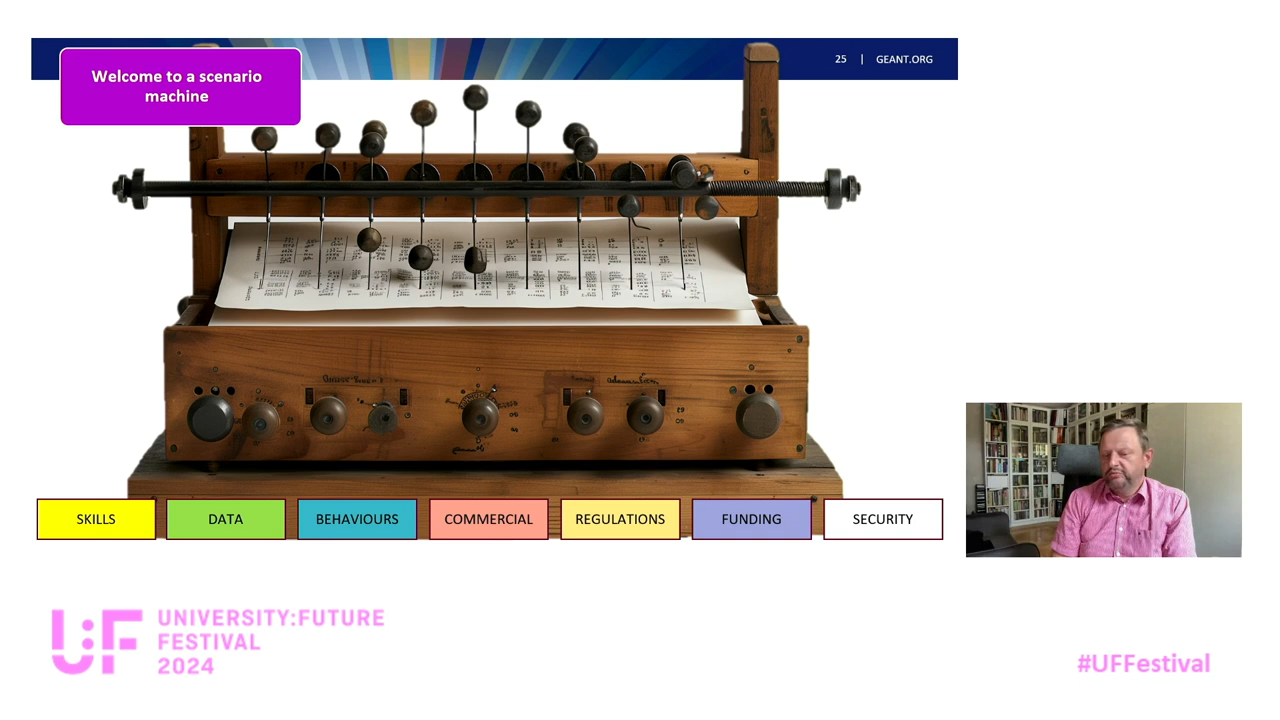 Welcome to a scenario
machine
25 | GEANT.ORG
SKILLS
DATA
BEHAVIOURS
COMMERCIAL
REGULATIONS
FUNDING
SECURITY
U:F
UNIVERSITY:FUTURE
FESTIVAL
2024
#UFFestival